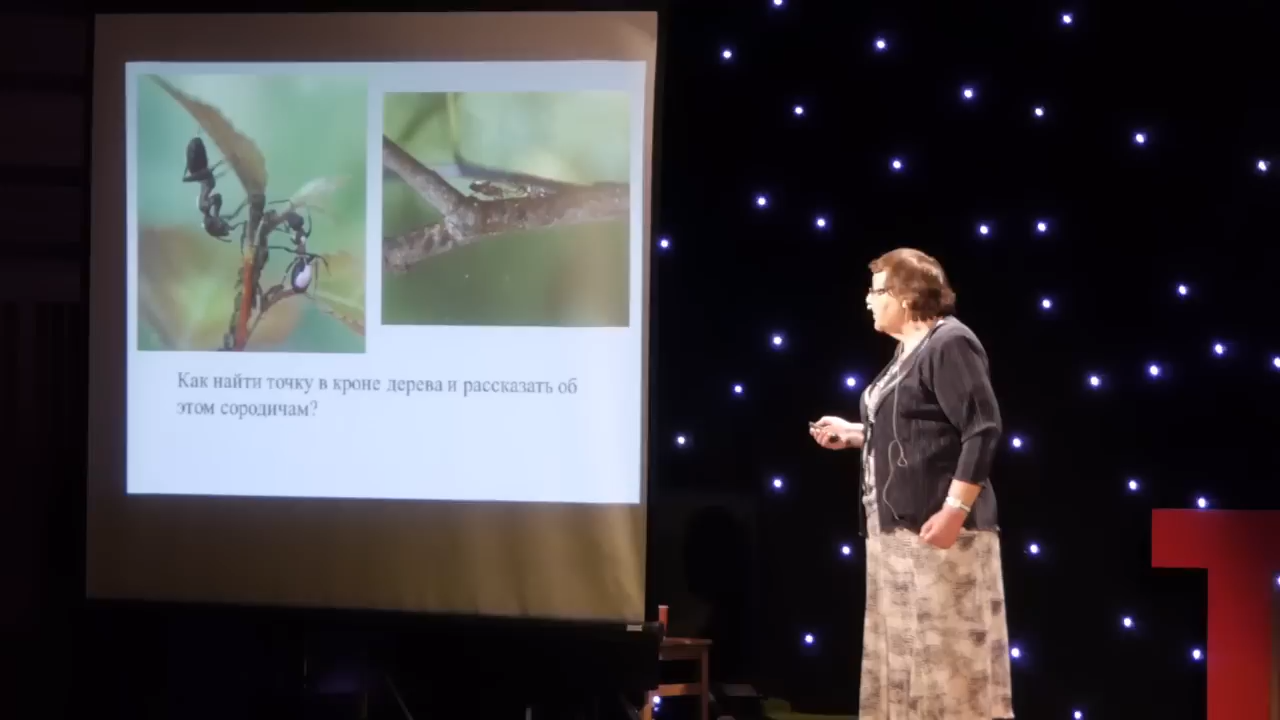 Как найти точку в кроне дерева и рассказать об
этом сородичам?
T